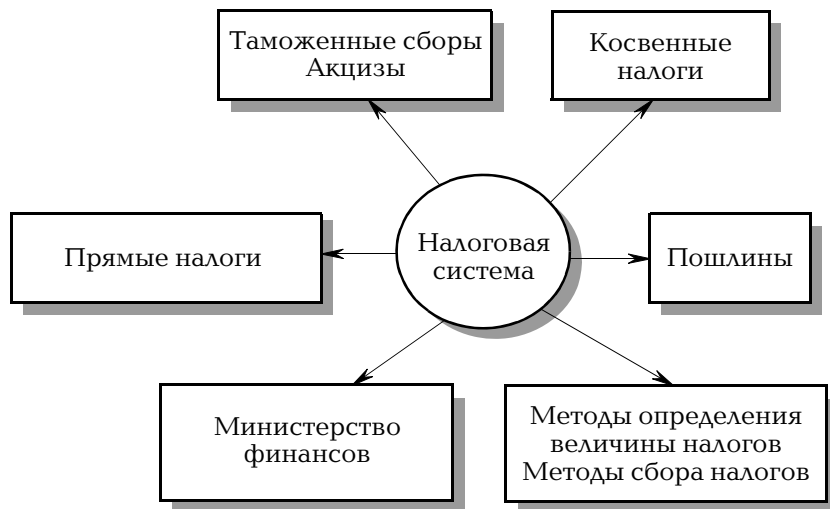 Таможенные сборы
Акцизы
Косвенные
налоги
Прямые налоги
Налоговая
система
Пошлины
Министерство
финансов
Методы определения
величины налогов
Методы сбора налогов